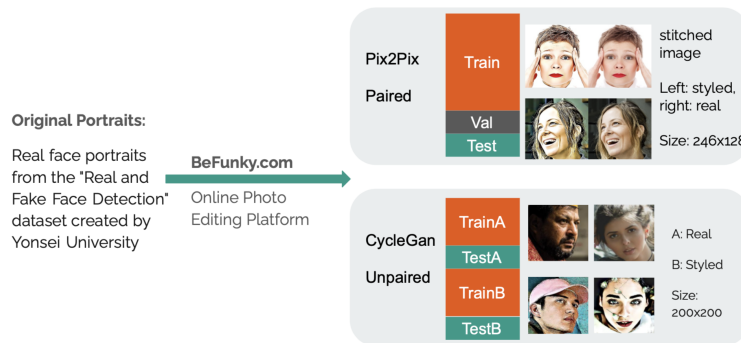 Original Portraits:
Real face portraits
from the "Real and
Fake Face Detection"
dataset created by
Yonsei University
BeFunky.com
Online Photo
Editing Platform
Pix2Pix
Paired
Train
Val
Test
stitched
image
Left: styled,
right: real
Size: 246x128
CycleGan
Unpaired
TrainA
TestA
TrainB
TestB
A: Real
B: Styled
Size:
200x200